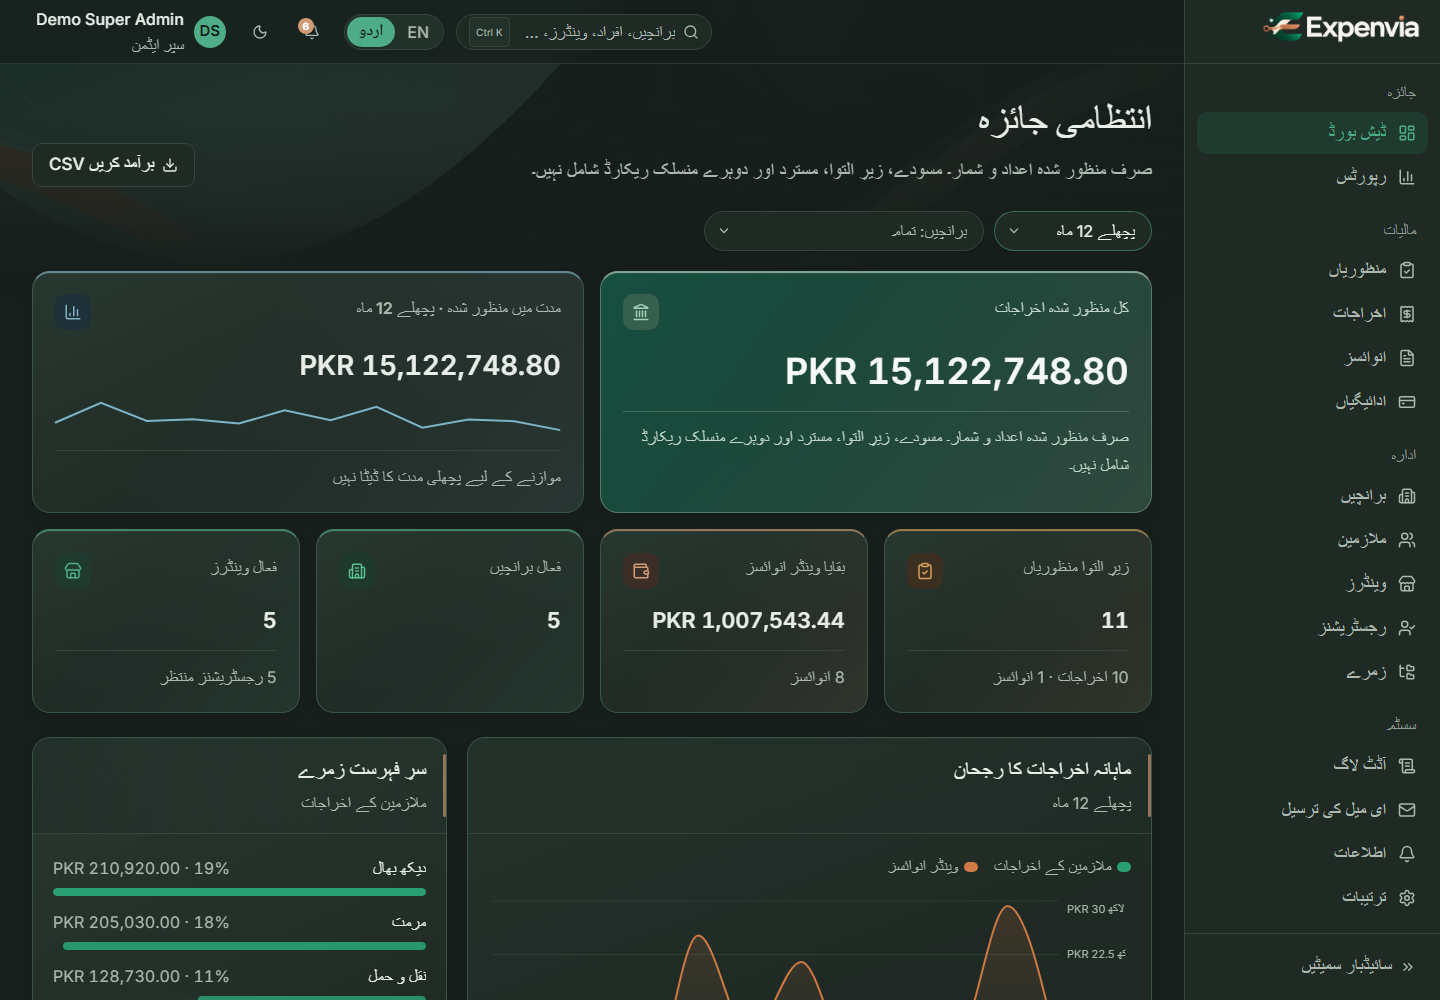 Expenvia
جائزہ
ڈیش بورڈ
رپورٹس
مالیات
منظوریاں
اخراجات
انوائسز
ادائیگیاں
ادارہ
برانچیں
ملازمین
وینڈرز
رجسٹریشنز
زمرے
سسٹم
آڈٹ لاگ
ای میل کی ترسیل
اطلاعات
ترتیبات
سائیڈبار سمیٹیں
برانچیں، افراد، وینڈرز، ...
Ctrl K
EN
اردو
6
DS
Demo Super Admin
سپر ایڈمن
انتظامی جائزہ
صرف منظور شدہ اعداد و شمار۔ مسودے، زیرِ التوا، مسترد اور دوہرے منسلک ریکارڈ شامل نہیں۔
CSV برآمد کریں
پچھلے 12 ماہ
برانچیں: تمام
کل منظور شدہ اخراجات
PKR 15,122,748.80
صرف منظور شدہ اعداد و شمار۔ مسودے، زیرِ التوا، مسترد اور دوہرے منسلک ریکارڈ
شامل نہیں۔
مدت میں منظور شدہ · پچھلے 12 ماہ
PKR 15,122,748.80
موازنے کے لیے پچھلی مدت کا ڈیٹا نہیں
زیرِ التوا منظوریاں
11
10 اخراجات · 1 انوائسز
بقایا وینڈر انوائسز
PKR 1,007,543.44
8 انوائسز
فعال برانچیں
5
فعال وینڈرز
5
5 رجسٹریشنز منتظر
ماہانہ اخراجات کا رجحان
پچھلے 12 ماہ
ملازمین کے اخراجات
وینڈر انوائسز
PKR 30 لاکھ
PKR 22.5
سرِ فہرست زمرے
ملازمین کے اخراجات
دیکھ بھال
PKR 210,920.00 · 19%
مرمت
PKR 205,030.00 · 18%
نقل و حمل
PKR 128,730.00 · 11%